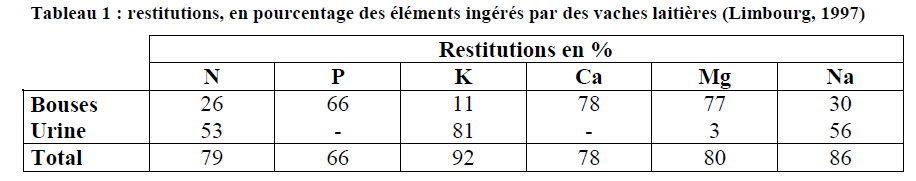 Tableau 1 : restitutions, en pourcentage des éléments ingérés par des vaches laitières (Limbourg, 1997)
Restitutions en %
N P K Ca Mg Na
Bouses 26 66 11 78 77 30
Urine 53 - 81 - 3 56
Total 79 66 92 78 80 86